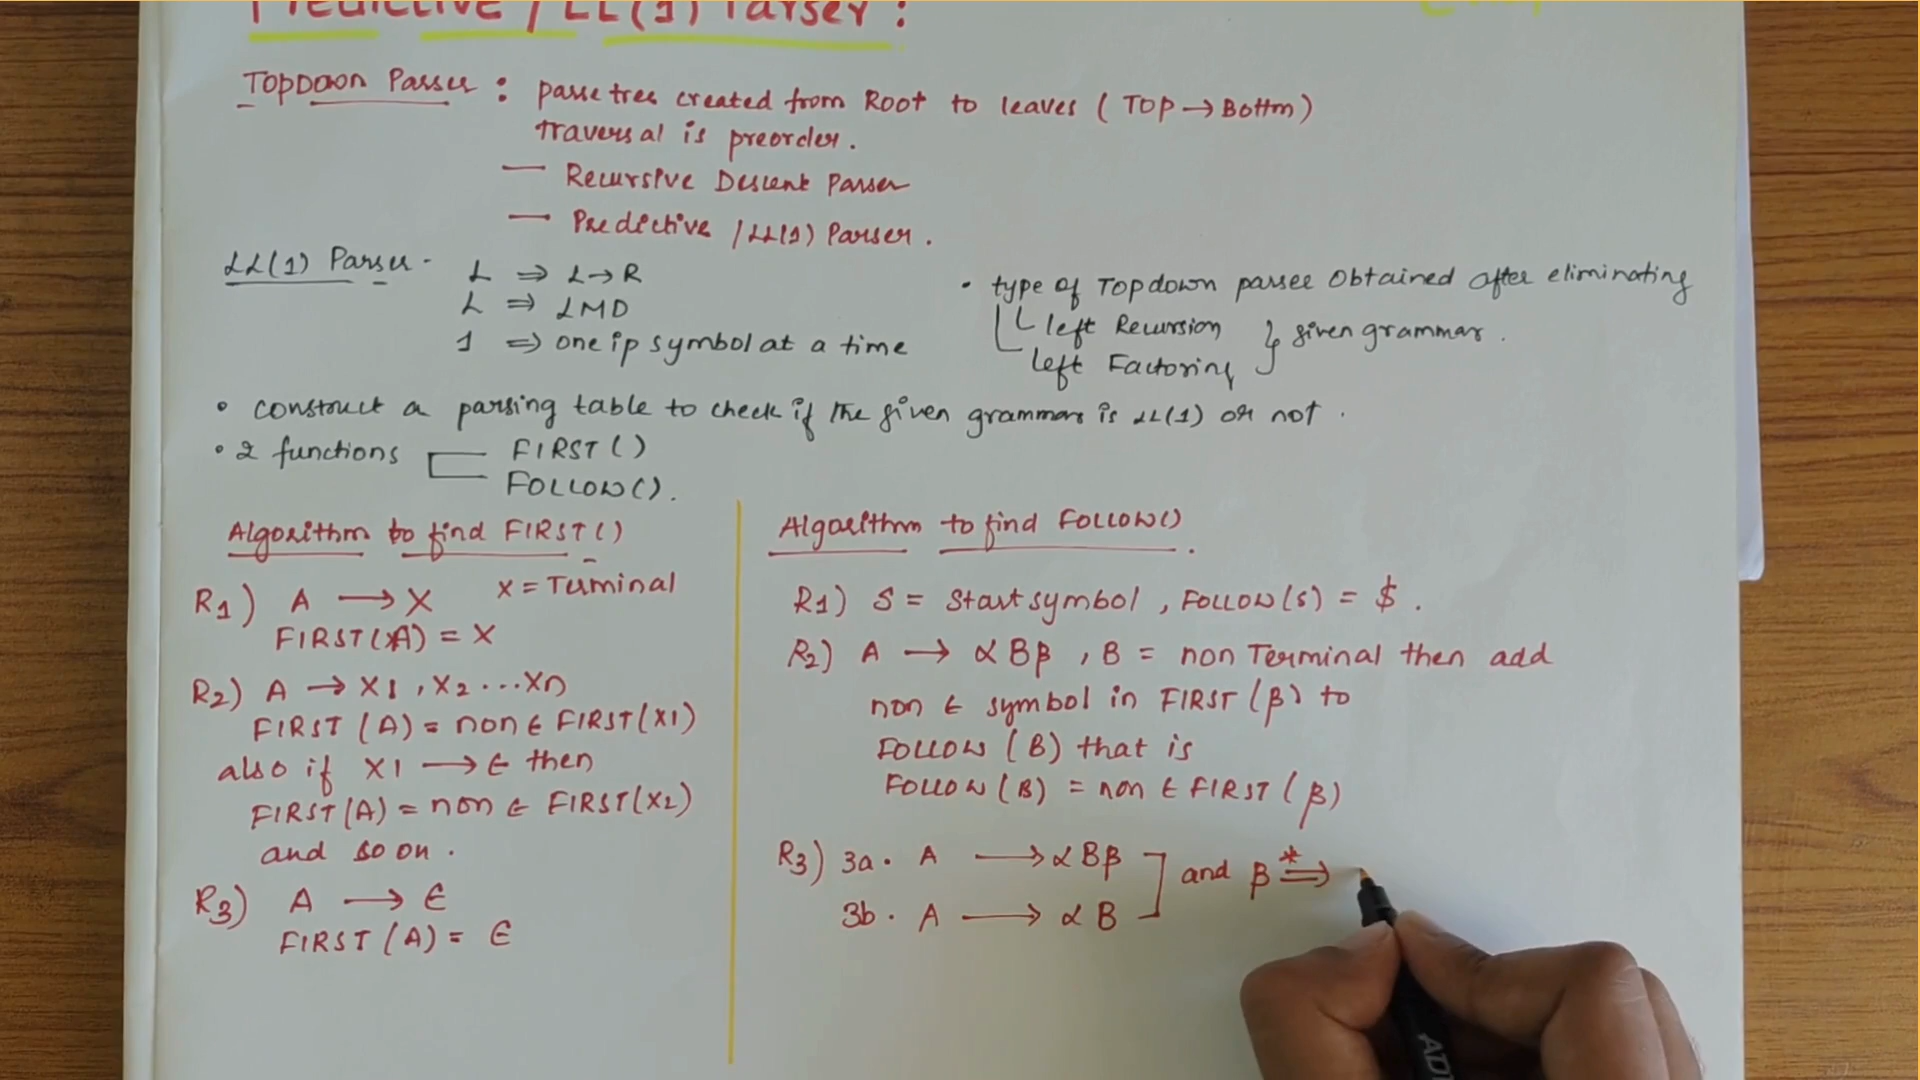 Predictive / LL(1) Parser :
Topdown Parser : parse tree created from Root to leaves ( TOP → Bottm )
traversal is preorder.
— Recursive Descent Parser
— Predictive / LL(1) Parser .
LL(1) Parser -
L ⇒ L → R
L ⇒ LMD
1 ⇒ one ip symbol at a time
• type of Topdown parser Obtained after eliminating
left Recursion
left Factoring } given grammar .
• construct a parsing table to check if the given grammar is LL(1) or not .
• 2 functions FIRST ( )
FOLLOW ( ) .
Algorithm to find FIRST ( )
R1 ) A → X X = Terminal
FIRST (A) = X
R2) A → X1 , X2 ... Xn
FIRST ( A ) = non ϵ FIRST (X1)
also if X1 → ϵ then
FIRST (A) = non ϵ FIRST (X2)
and so on .
R3) A → ϵ
FIRST ( A ) = ϵ
Algorithm to find FOLLOW ( ) .
R1) S = Start symbol , FOLLOW (S) = $ .
R2) A → α B β , B = non Terminal then add
non ϵ symbol in FIRST ( β ) to
FOLLOW ( B ) that is
FOLLOW ( B ) = non ϵ FIRST ( β )
R3) 3a . A → α B β
3b . A → α B ] and β *⇒